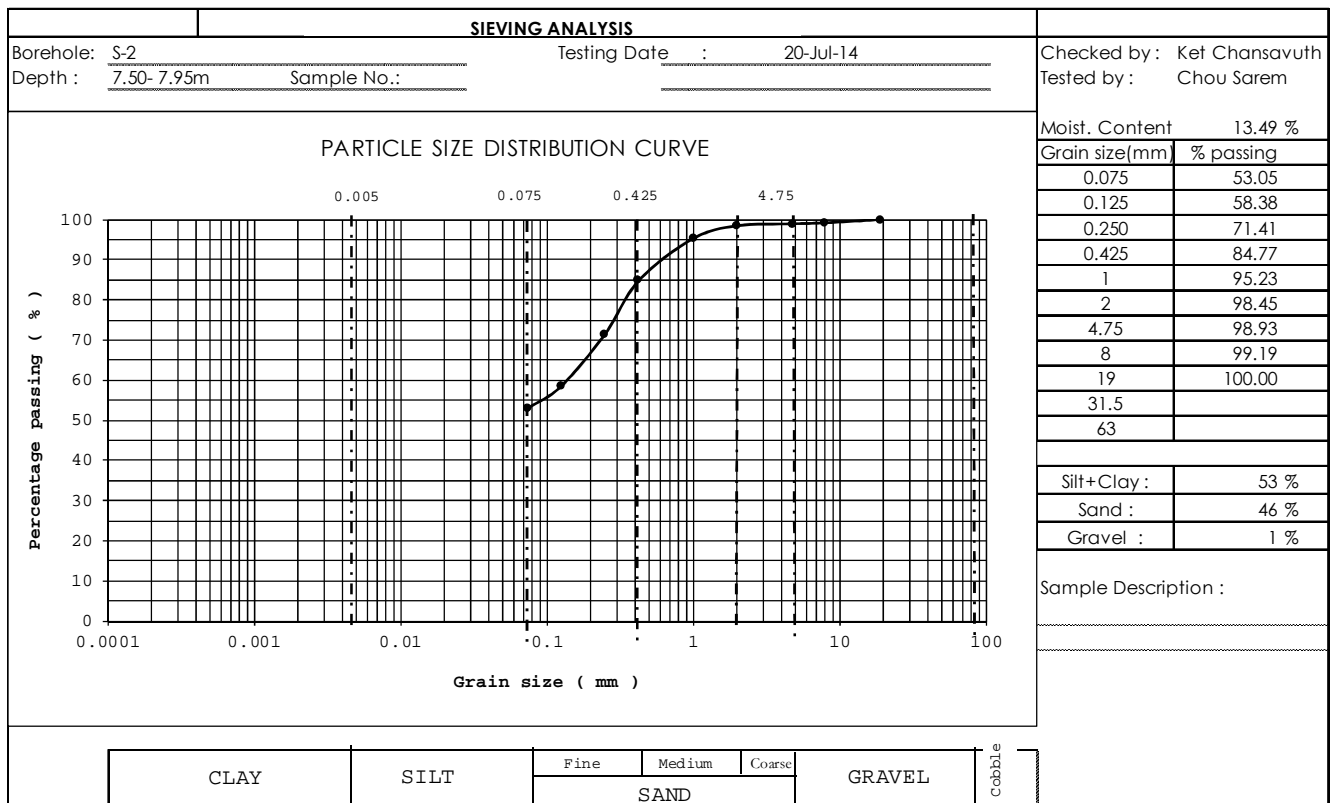 SIEVING ANALYSIS
Borehole: S-2 Testing Date : 20-Jul-14
Depth : 7.50- 7.95m Sample No.:
Checked by : Ket Chansavuth
Tested by : Chou Sarem
Moist. Content 13.49 %
Grain size(mm) % passing
0.075 53.05
0.125 58.38
0.250 71.41
0.425 84.77
1 95.23
2 98.45
4.75 98.93
8 99.19
19 100.00
31.5
63
Silt+Clay : 53 %
Sand : 46 %
Gravel : 1 %
Sample Description :
PARTICLE SIZE DISTRIBUTION CURVE
0.005 0.075 0.425 4.75
Percentage passing ( % )
100
90
80
70
60
50
40
30
20
10
0
0.0001 0.001 0.01 0.1 1 10 100
Grain size ( mm )
CLAY SILT Fine Medium Coarse GRAVEL Cobble
SAND